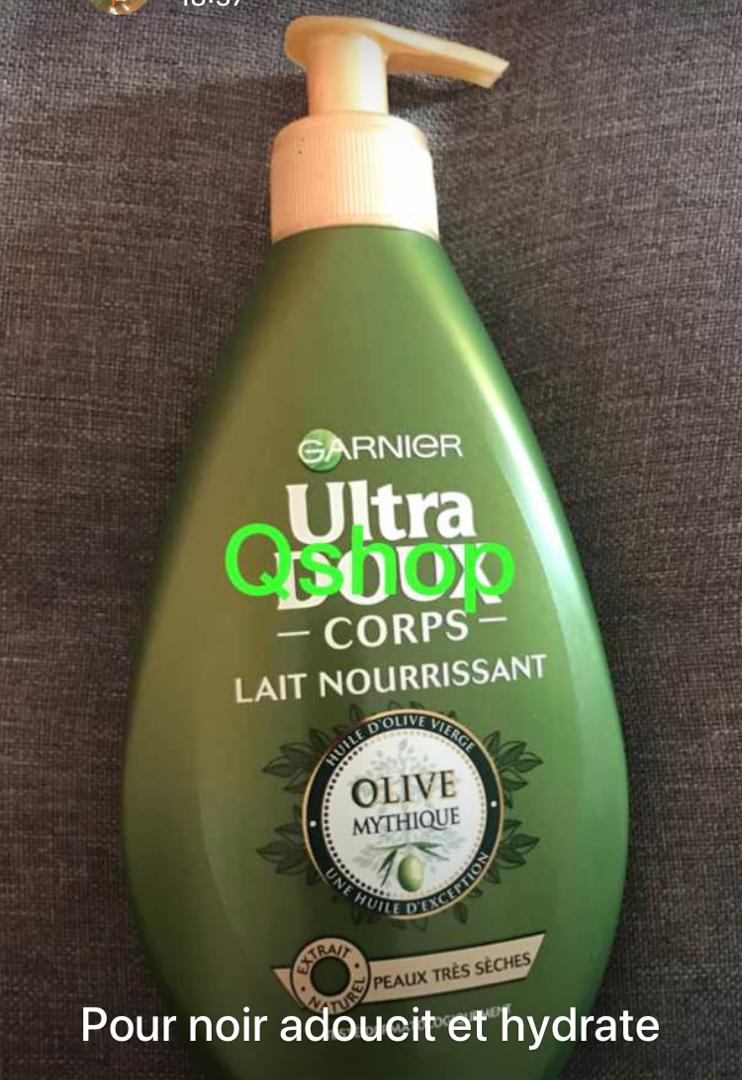 GARNIER
Ultra
DOUX
Qshop
CORPS
LAIT NOURRISSANT
HUILE D'OLIVE VIERGE
OLIVE
MYTHIQUE
UNE HUILE D'EXCEPTION
EXTRAIT
NATUREL
PEAUX TRÈS SÈCHES
Pour noir adoucit et hydrate